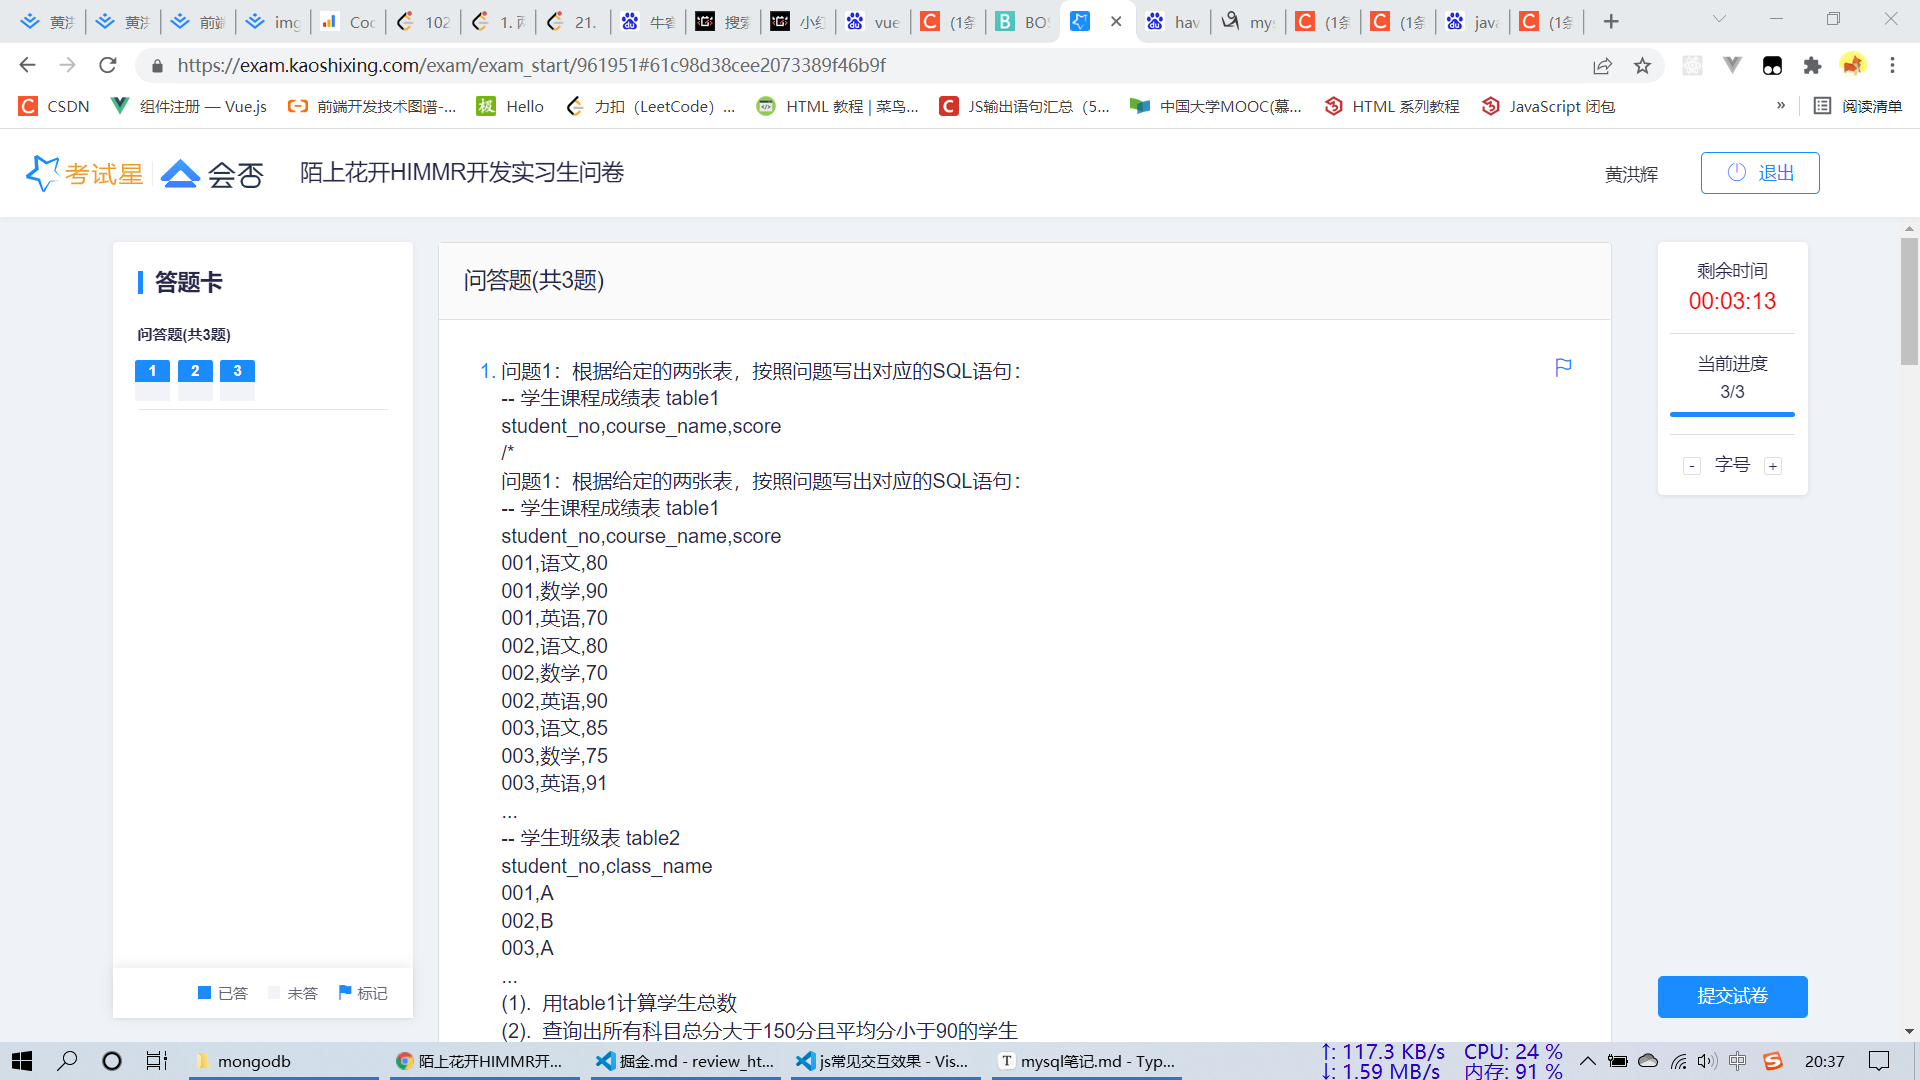 黄洪
黄洪
前端
img
Coc
102
1. 两
21.
牛客
搜索
小红
vue
(1条
BOS
hav
mys
(1条
(1条
java
(1条
https://exam.kaoshixing.com/exam/exam_start/961951#61c98d38cee2073389f46b9f
CSDN
组件注册 — Vue.js
前端开发技术图谱-...
Hello
力扣（LeetCode）...
HTML 教程 | 菜鸟...
JS输出语句汇总（5...
中国大学MOOC(慕...
HTML 系列教程
JavaScript 闭包
»
阅读清单
考试星
会否
陌上花开HIMMR开发实习生问卷
黄洪辉
退出
答题卡
问答题(共3题)
1 2 3
已答 未答 标记
问答题(共3题)
1. 问题1：根据给定的两张表，按照问题写出对应的SQL语句：
-- 学生课程成绩表 table1
student_no,course_name,score
/*
问题1：根据给定的两张表，按照问题写出对应的SQL语句：
-- 学生课程成绩表 table1
student_no,course_name,score
001,语文,80
001,数学,90
001,英语,70
002,语文,80
002,数学,70
002,英语,90
003,语文,85
003,数学,75
003,英语,91
...
-- 学生班级表 table2
student_no,class_name
001,A
002,B
003,A
...
(1). 用table1计算学生总数
(2). 查询出所有科目总分大于150分且平均分小于90的学生
剩余时间
00:03:13
当前进度
3/3
- 字号 +
提交试卷
mongodb
陌上花开HIMMR开...
掘金.md - review_ht...
js常见交互效果 - Vis...
mysql笔记.md - Typ...
↑: 117.3 KB/s CPU: 24 %
↓: 1.59 MB/s 内存: 91 %
中
20:37